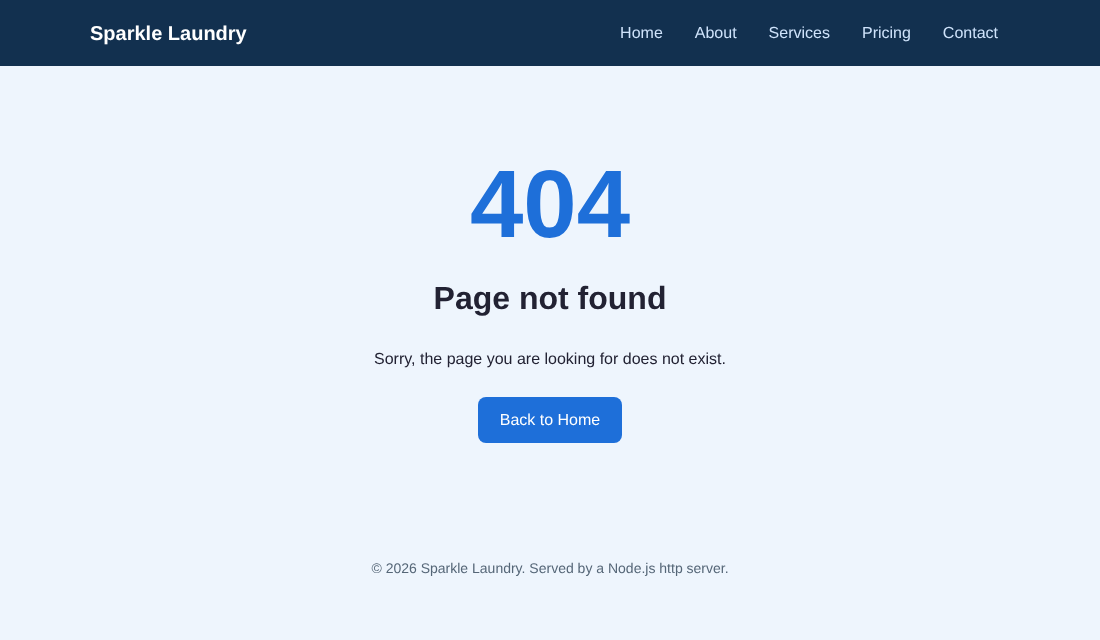 Sparkle Laundry
Home About Services Pricing Contact
404
Page not found
Sorry, the page you are looking for does not exist.
Back to Home
© 2026 Sparkle Laundry. Served by a Node.js http server.